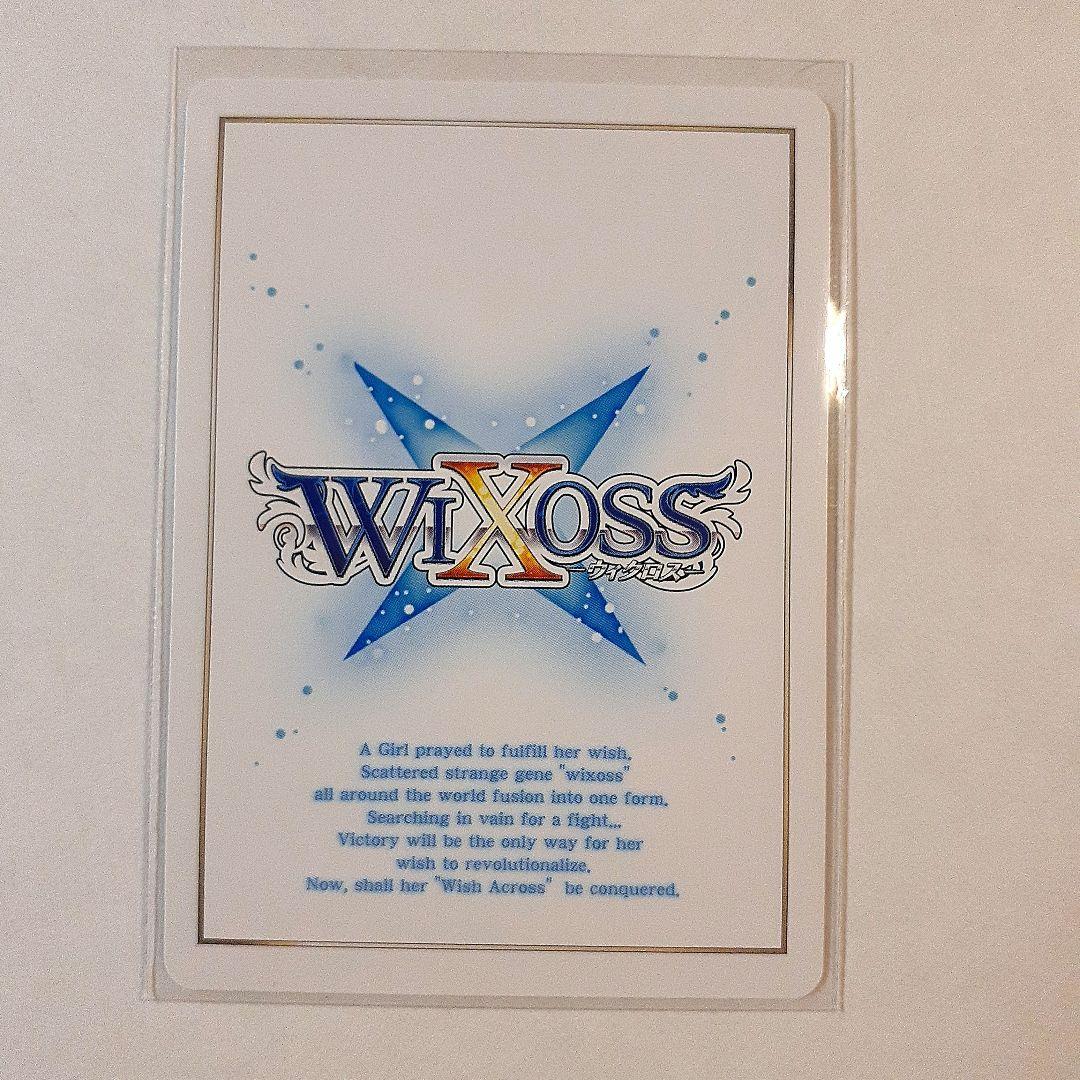 WIXOSS
－ウィクロス－
A Girl prayed to fulfill her wish.
Scattered strange gene "wixoss"
all around the world fusion into one form.
Searching in vain for a fight...
Victory will be the only way for her
wish to revolutionalize.
Now, shall her "Wish Across" be conquered.